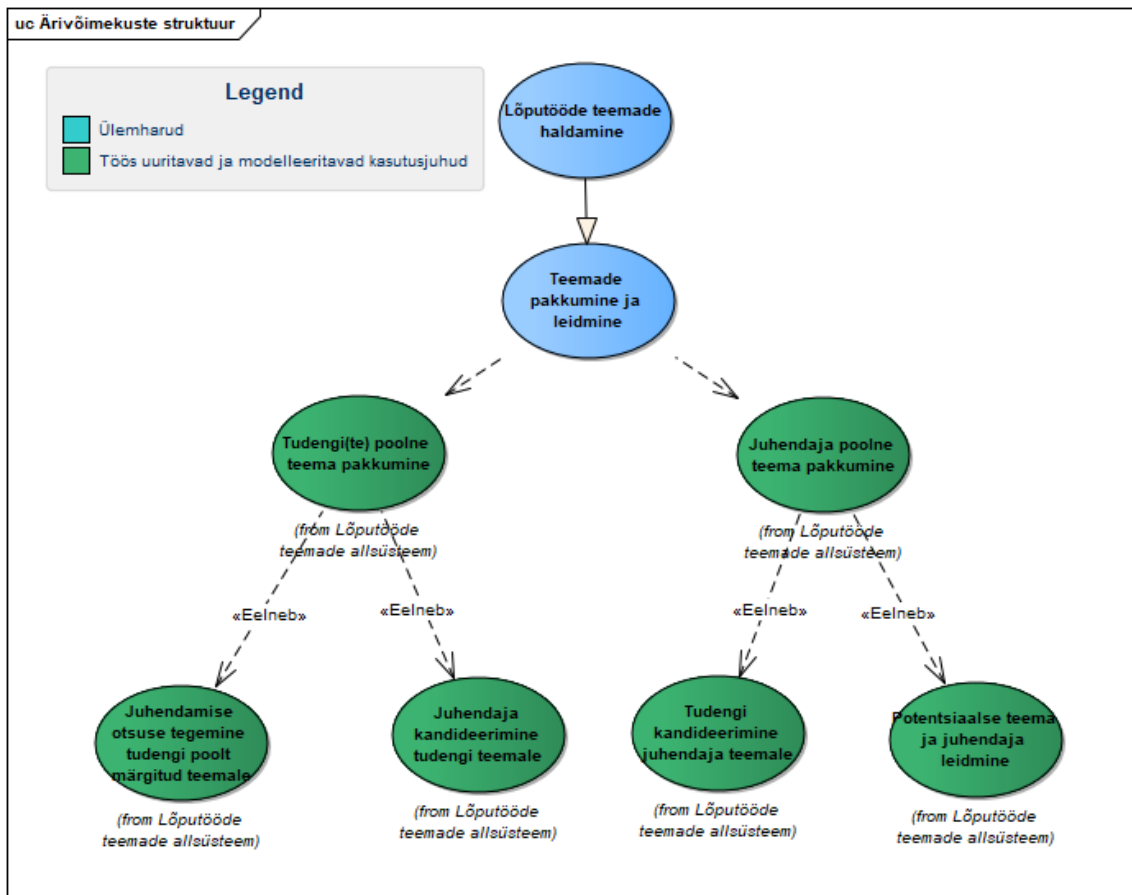 uc Ärivõimekuste struktuur
Legend
Ülemharud
Töös uuritavad ja modelleeritavad kasutusjuhud
Lõputööde teemade
haldamine
Teemade
pakkumine ja
leidmine
Tudengi(te) poolne
teema pakkumine
(from Lõputööde
teemade allsüsteem)
Juhendaja poolne
teema pakkumine
(from Lõputööde
teemade allsüsteem)
«Eelneb»
«Eelneb»
«Eelneb»
«Eelneb»
Juhendamise
otsuse tegemine
tudengi poolt
märgitud teemale
(from Lõputööde
teemade allsüsteem)
Juhendaja
kandideerimine
tudengi teemale
(from Lõputööde
teemade allsüsteem)
Tudengi
kandideerimine
juhendaja teemale
(from Lõputööde
teemade allsüsteem)
Potentsiaalse teema
ja juhendaja
leidmine
(from Lõputööde
teemade allsüsteem)